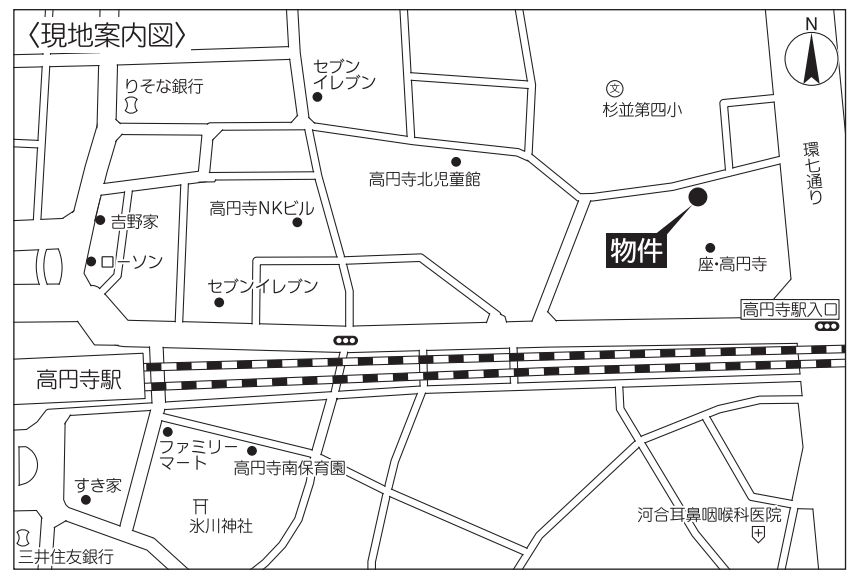 〈現地案内図〉
N
セブン
イレブン
りそな銀行
文
杉並第四小
環七通り
高円寺北児童館
高円寺NKビル
吉野家
ローソン
物件
座・高円寺
セブンイレブン
高円寺駅入口
高円寺駅
ファミリー
マート
高円寺南保育園
すき家
氷川神社
河合耳鼻咽喉科医院
三井住友銀行